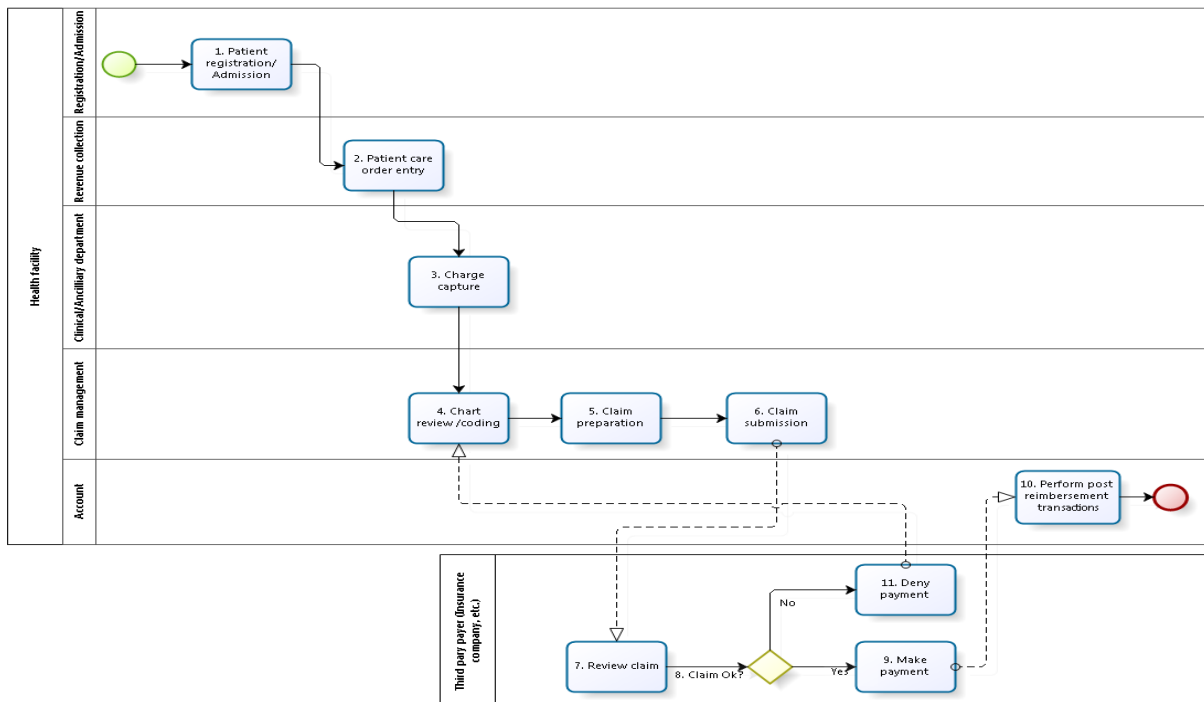 Health facility
Registration/Admission
1. Patient
registration/
Admission
Revenue collection
2. Patient care
order entry
Clinical/Ancilliary department
3. Charge
capture
Claim management
4. Chart
review /coding
5. Claim
preparation
6. Claim
submission
Account
10. Perform post
reimbersement
transactions
Third pary payer (Insurance
company, etc.)
11. Deny
payment
No
7. Review claim
8. Claim Ok?
Yes
9. Make
payment